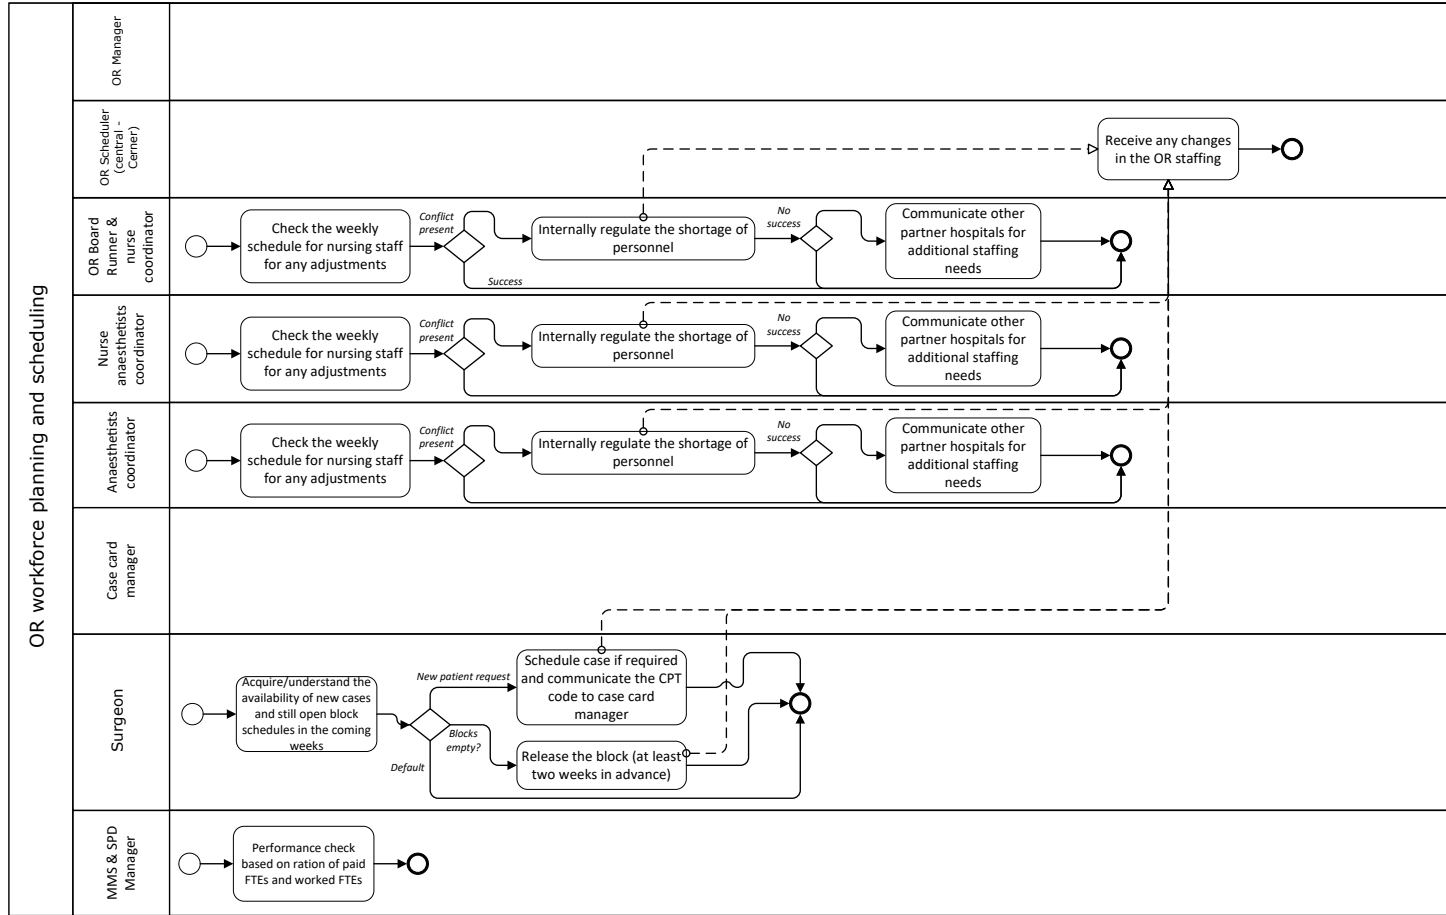 OR workforce planning and scheduling
OR Manager
OR Scheduler
(central -
Cerner)
Receive any changes
in the OR staffing
OR Board
Runner &
nurse
coordinator
Check the weekly
schedule for nursing staff
for any adjustments
Conflict
present
Internally regulate the shortage of
personnel
No
success
Communicate other
partner hospitals for
additional staffing
needs
Success
Nurse
anaesthetists
coordinator
Check the weekly
schedule for nursing staff
for any adjustments
Conflict
present
Internally regulate the shortage of
personnel
No
success
Communicate other
partner hospitals for
additional staffing
needs
Anaesthetists
coordinator
Check the weekly
schedule for nursing staff
for any adjustments
Conflict
present
Internally regulate the shortage of
personnel
No
success
Communicate other
partner hospitals for
additional staffing
needs
Case card
manager
Surgeon
Acquire/understand the
availability of new cases
and still open block
schedules in the coming
weeks
New patient request
Schedule case if required
and communicate the CPT
code to case card
manager
Blocks
empty?
Release the block (at least
two weeks in advance)
Default
MMS & SPD
Manager
Performance check
based on ration of paid
FTEs and worked FTEs